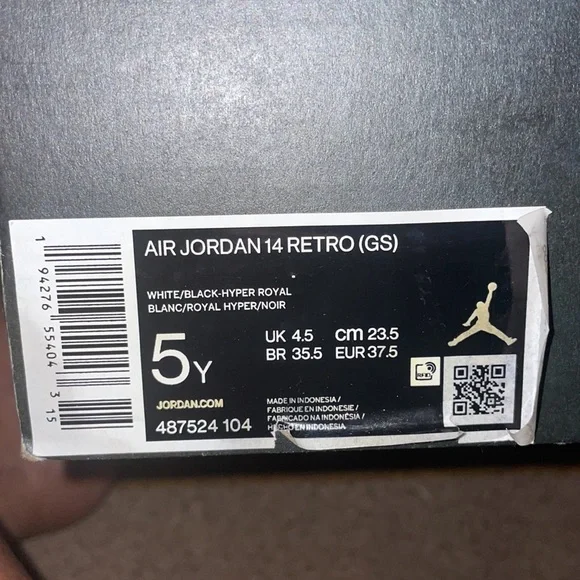 AIR JORDAN 14 RETRO (GS)
WHITE/BLACK-HYPER ROYAL
BLANC/ROYAL HYPER/NOIR
5Y
UK 4.5 cm 23.5
BR 35.5 EUR 37.5
RFID
JORDAN.COM
487524 104
MADE IN INDONESIA/
FABRIQUE EN INDONESIE/
FABRICADO NA INDONÉSIA/
HECHO EN INDONESIA
1 94276 55404 3 15